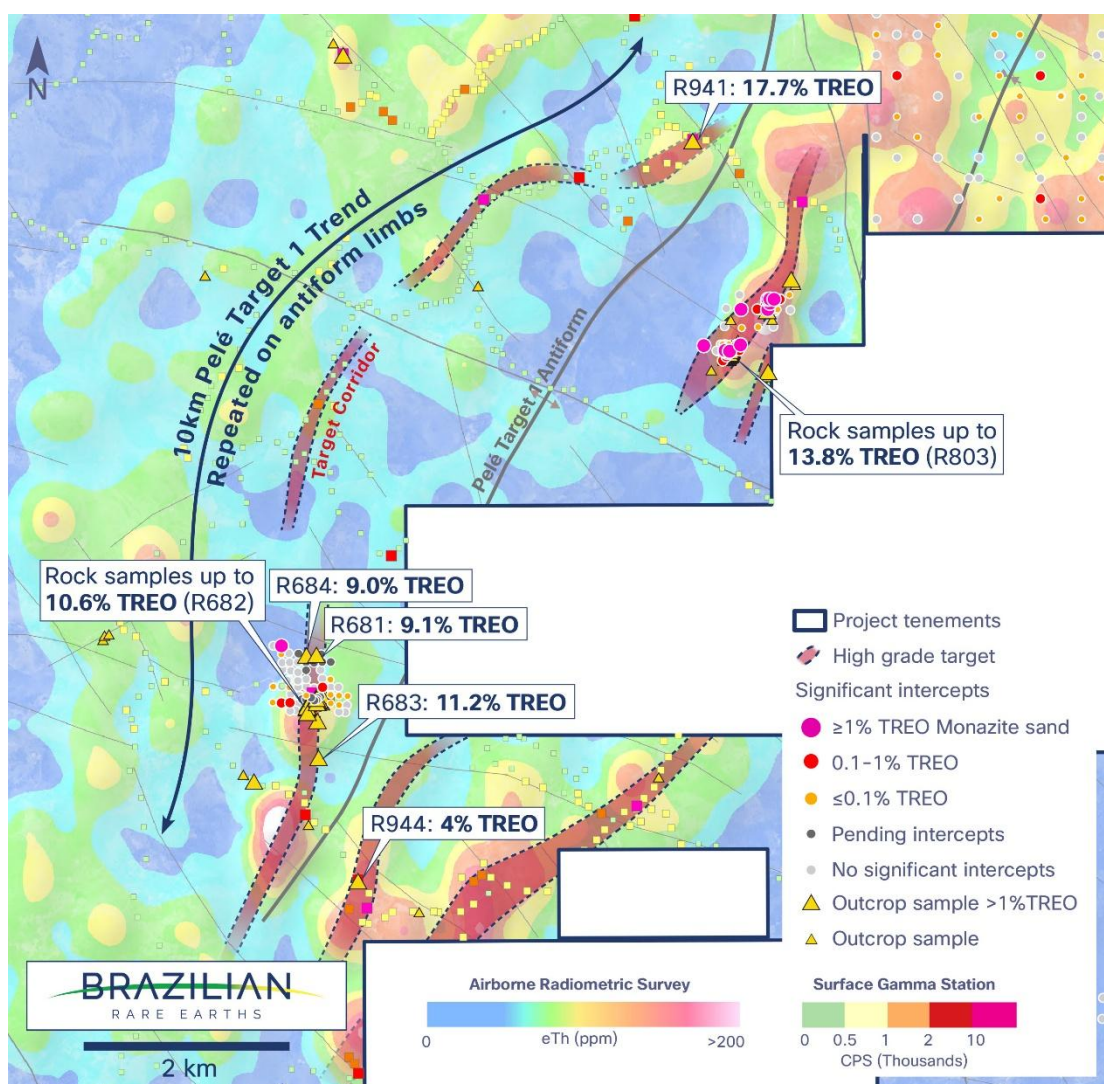 N
R941: 17.7% TREO
10km Pelé Target 1 Trend
Repeated on antiform limbs
Target Corridor
Pelé Target 1 Antiform
Rock samples up to
13.8% TREO (R803)
Rock samples up to
10.6% TREO (R682)
R684: 9.0% TREO
R681: 9.1% TREO
R683: 11.2% TREO
R944: 4% TREO
Project tenements
High grade target
Significant intercepts
≥1% TREO Monazite sand
0.1-1% TREO
≤0.1% TREO
Pending intercepts
No significant intercepts
Outcrop sample >1%TREO
Outcrop sample
BRAZILIAN
RARE EARTHS
2 km
Airborne Radiometric Survey
0 eTh (ppm) >200
Surface Gamma Station
0 0.5 1 2 10
CPS (Thousands)